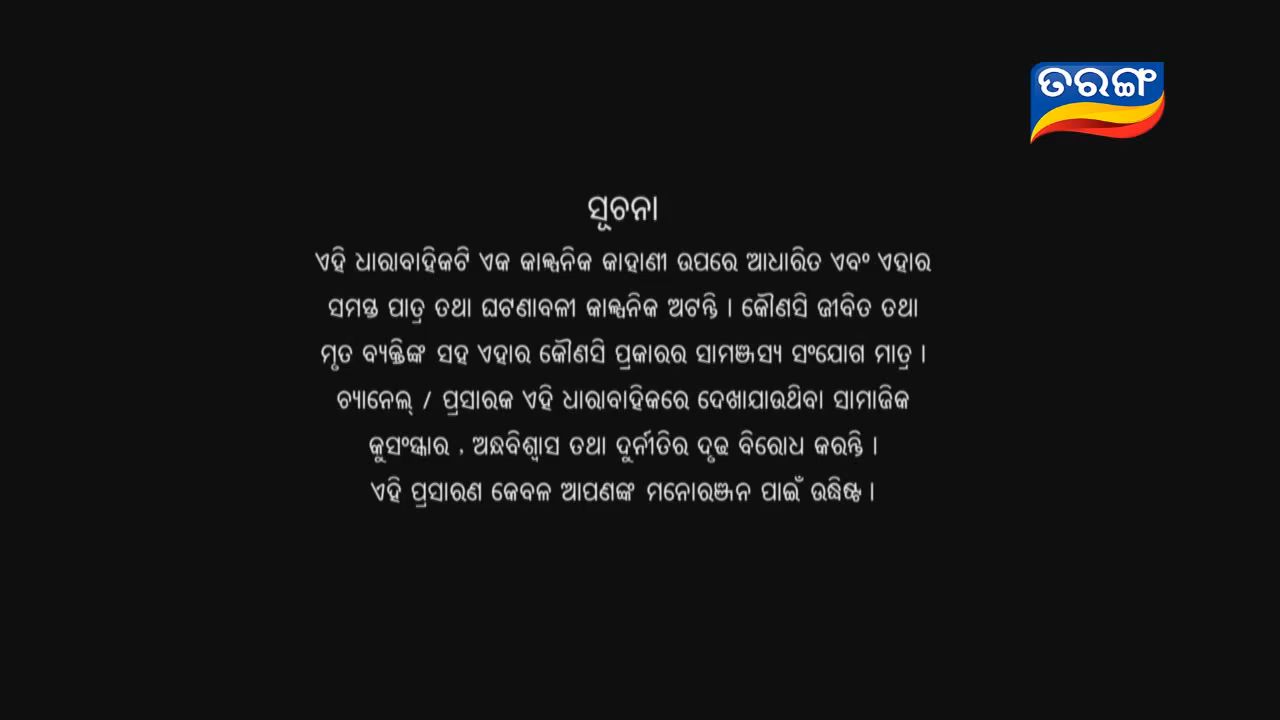 ତରଙ୍ଗ
ସୂଚନା
ଏହି ଧାରାବାହିକଟି ଏକ କାଳ୍ପନିକ କାହାଣୀ ଉପରେ ଆଧାରିତ ଏବଂ ଏହାର
ସମସ୍ତ ପାତ୍ର ତଥା ଘଟଣାବଳୀ କାଳ୍ପନିକ ଅଟନ୍ତି । କୌଣସି ଜୀବିତ ତଥା
ମୃତ ବ୍ୟକ୍ତିଙ୍କ ସହ ଏହାର କୌଣସି ପ୍ରକାରର ସାମଞ୍ଜସ୍ୟ ସଂଯୋଗ ମାତ୍ର ।
ଚ୍ୟାନେଲ୍ / ପ୍ରସାରକ ଏହି ଧାରାବାହିକରେ ଦେଖାଯାଉଥିବା ସାମାଜିକ
କୁସଂସ୍କାର , ଅନ୍ଧବିଶ୍ୱାସ ତଥା ଦୁର୍ନୀତିର ଦୃଢ ବିରୋଧ କରନ୍ତି ।
ଏହି ପ୍ରସାରଣ କେବଳ ଆପଣଙ୍କ ମନୋରଞ୍ଜନ ପାଇଁ ଉଦ୍ଧିଷ୍ଟ ।